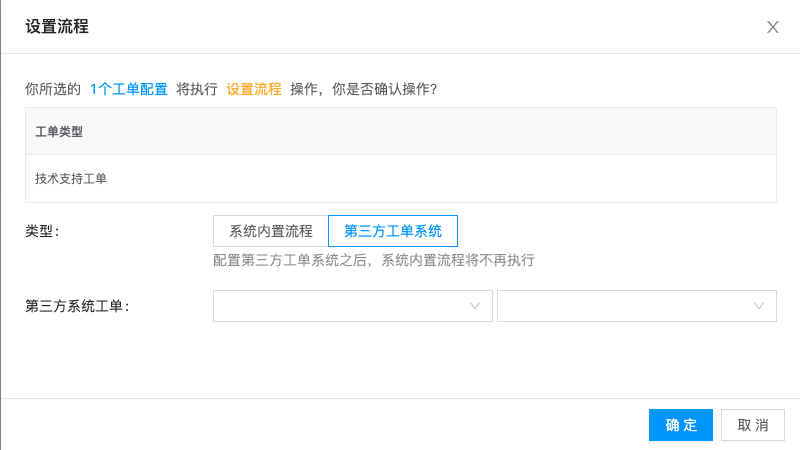 设置流程
你所选的 1个工单配置 将执行 设置流程 操作，你是否确认操作？
工单类型
技术支持工单
类型： 系统内置流程 第三方工单系统
配置第三方工单系统之后，系统内置流程将不再执行
第三方系统工单：
确 定 取 消